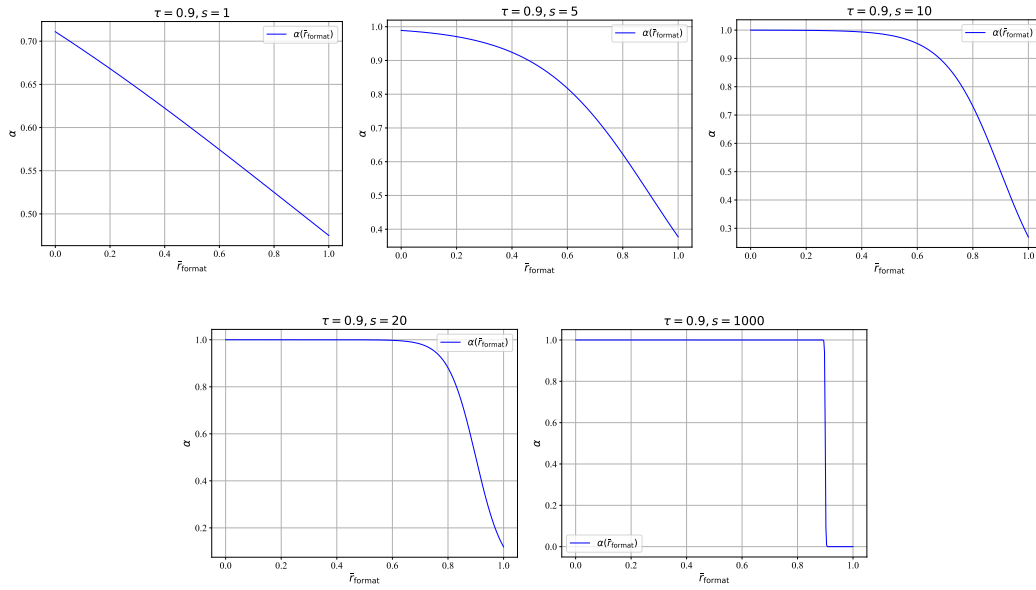 τ = 0.9, s = 1
α(r̄format)
0.70
0.65
0.60
0.55
0.50
α
0.0 0.2 0.4 0.6 0.8 1.0
r̄format
τ = 0.9, s = 5
α(r̄format)
1.0
0.9
0.8
0.7
0.6
0.5
0.4
α
0.0 0.2 0.4 0.6 0.8 1.0
r̄format
τ = 0.9, s = 10
α(r̄format)
1.0
0.9
0.8
0.7
0.6
0.5
0.4
0.3
α
0.0 0.2 0.4 0.6 0.8 1.0
r̄format
τ = 0.9, s = 20
α(r̄format)
1.0
0.8
0.6
0.4
0.2
α
0.0 0.2 0.4 0.6 0.8 1.0
r̄format
τ = 0.9, s = 1000
1.0
0.8
0.6
0.4
0.2
0.0
α
α(r̄format)
0.0 0.2 0.4 0.6 0.8 1.0
r̄format